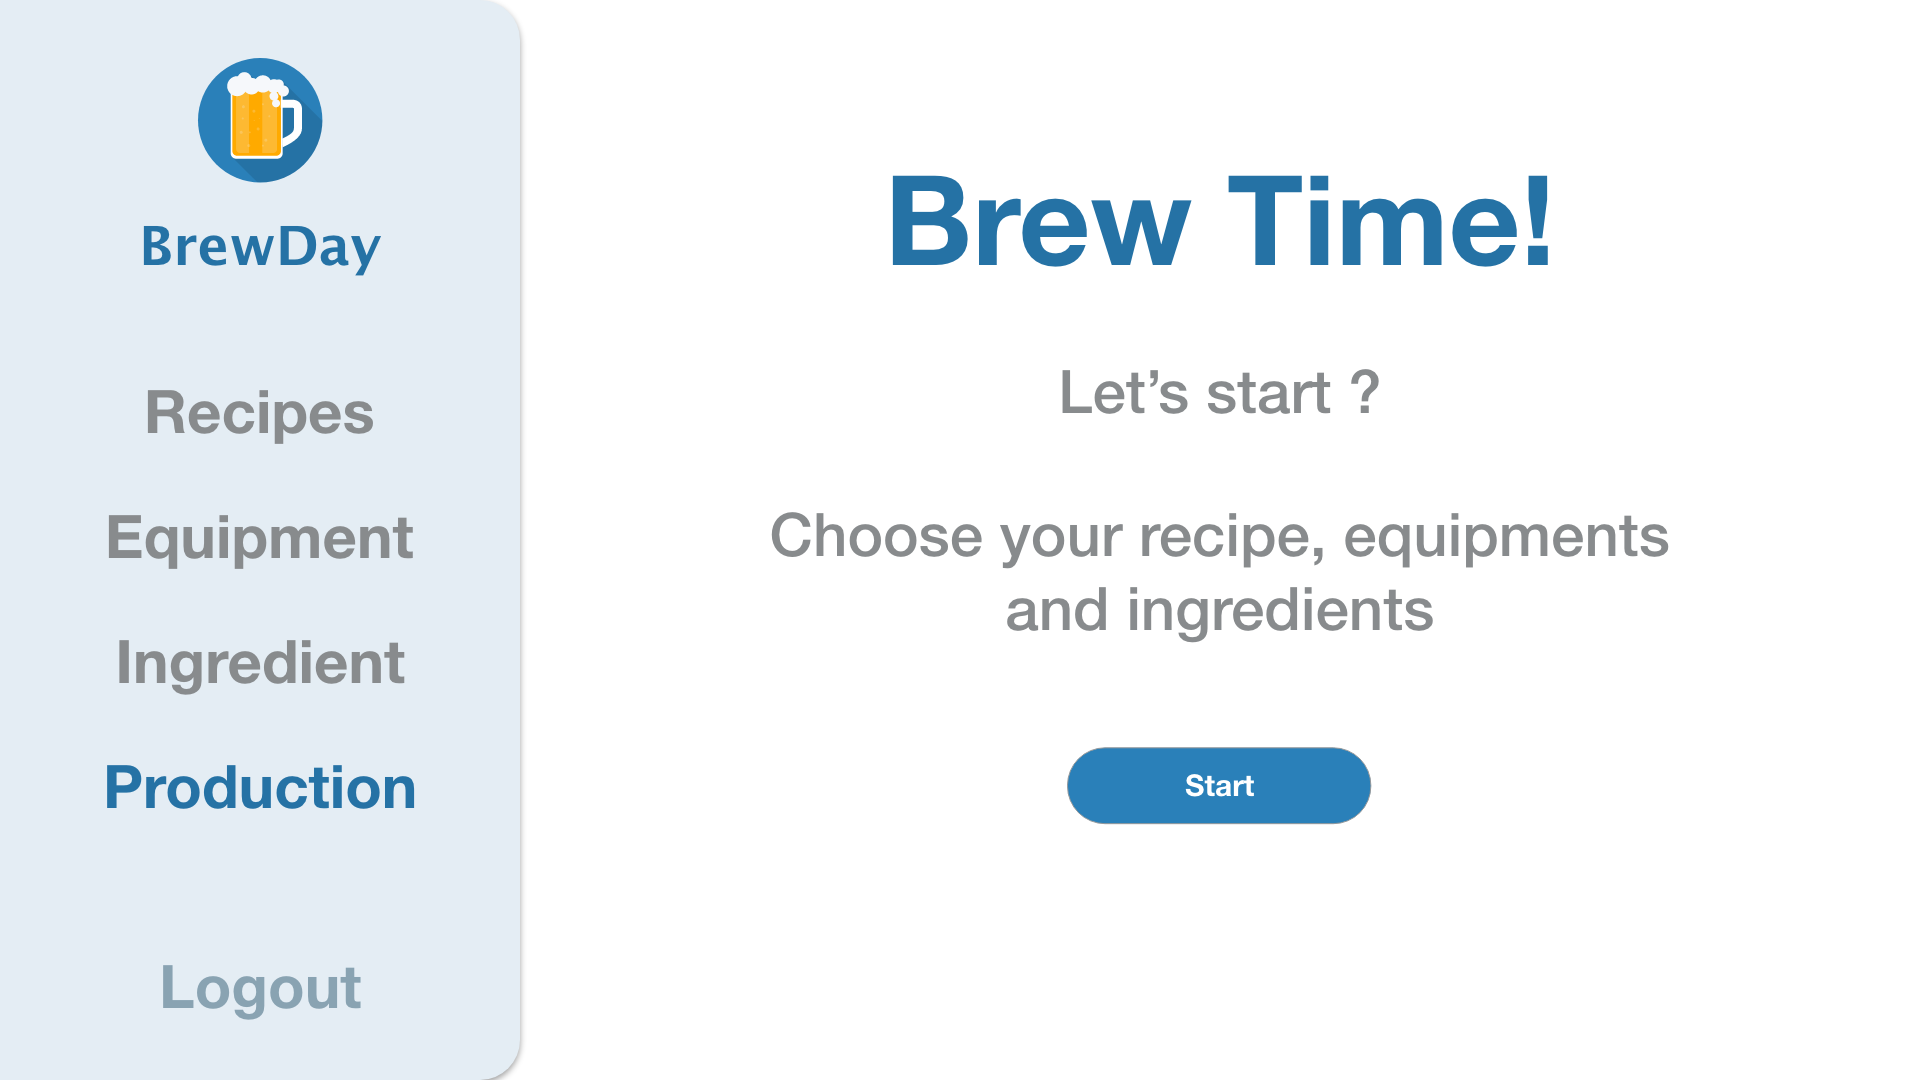 BrewDay
Recipes
Equipment
Ingredient
Production
Logout
Brew Time!
Let’s start ?
Choose your recipe, equipments
and ingredients
Start